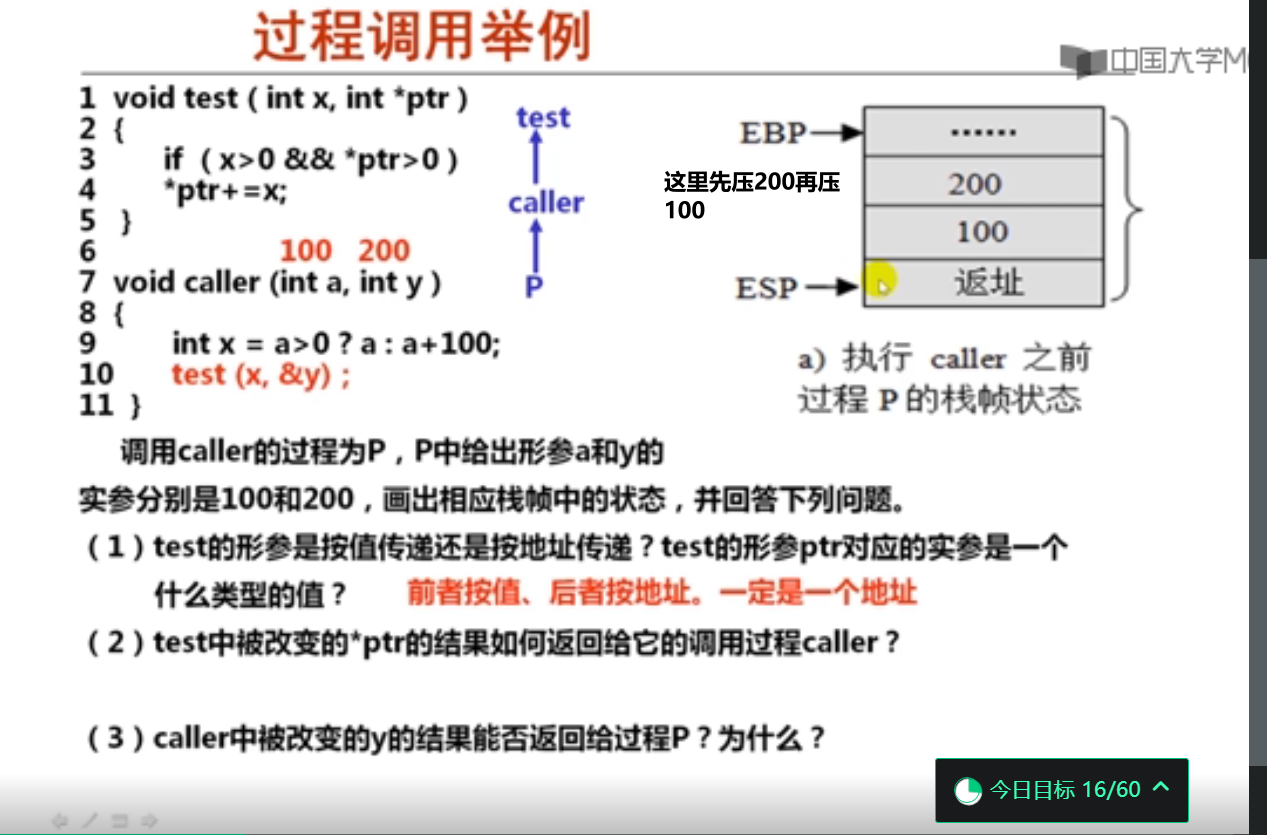 过程调用举例
中国大学M
1 void test ( int x, int *ptr )
2 {
3 if ( x>0 && *ptr>0 )
4 *ptr+=x;
5 }
6 100 200
7 void caller (int a, int y )
8 {
9 int x = a>0 ? a : a+100;
10 test (x, &y) ;
11 }
test
caller
P
这里先压200再压
100
EBP
······
200
100
ESP
返址
a) 执行 caller 之前
过程 P 的栈帧状态
调用caller的过程为P，P中给出形参a和y的
实参分别是100和200，画出相应栈帧中的状态，并回答下列问题。
（1）test的形参是按值传递还是按地址传递？test的形参ptr对应的实参是一个
什么类型的值？ 前者按值、后者按地址。一定是一个地址
（2）test中被改变的*ptr的结果如何返回给它的调用过程caller？
（3）caller中被改变的y的结果能否返回给过程P？为什么？
今日目标 16/60